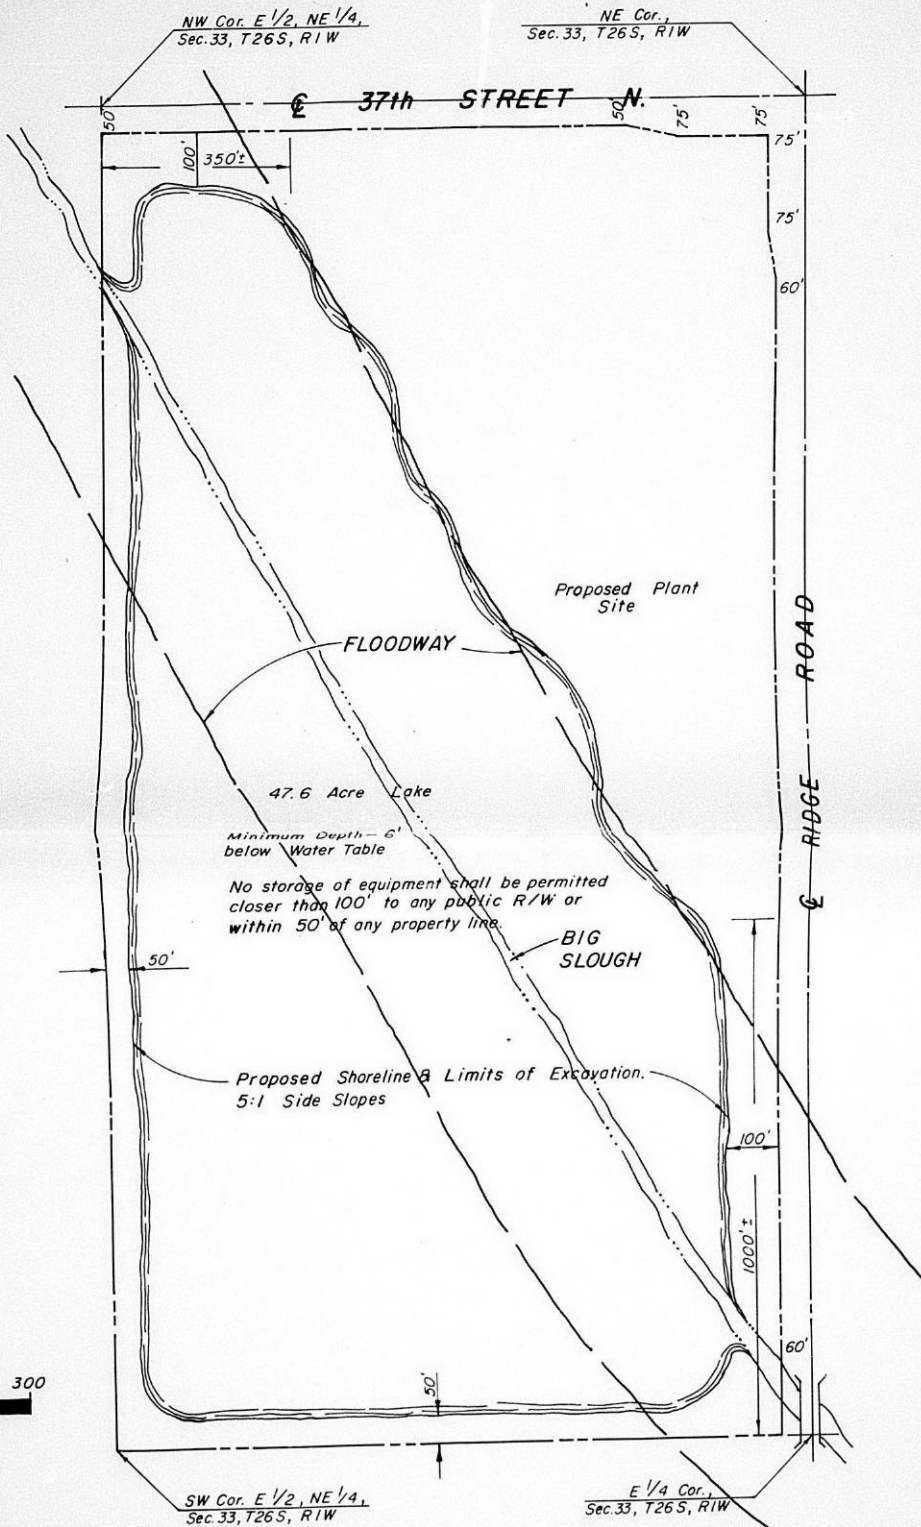 NW Cor. E 1/2, NE 1/4,
Sec. 33, T26S, R1W
NE Cor.,
Sec. 33, T26S, R1W
℄ 37th STREET N.
50'
50'
75'
75'
75'
100'
350'±
75'
60'
Proposed Plant
Site
FLOODWAY
℄ RIDGE ROAD
47.6 Acre Lake
Minimum Depth – 6'
below Water Table
No storage of equipment shall be permitted
closer than 100' to any public R/W or
within 50' of any property line.
BIG
SLOUGH
50'
Proposed Shoreline & Limits of Excavation.
5:1 Side Slopes
100'
1000'±
60'
300
50'
SW Cor. E 1/2, NE 1/4,
Sec. 33, T26S, R1W
E 1/4 Cor.,
Sec. 33, T26S, R1W